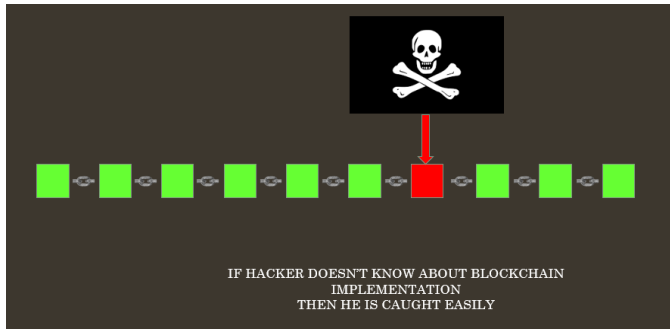 IF HACKER DOESN'T KNOW ABOUT BLOCKCHAIN
IMPLEMENTATION
THEN HE IS CAUGHT EASILY